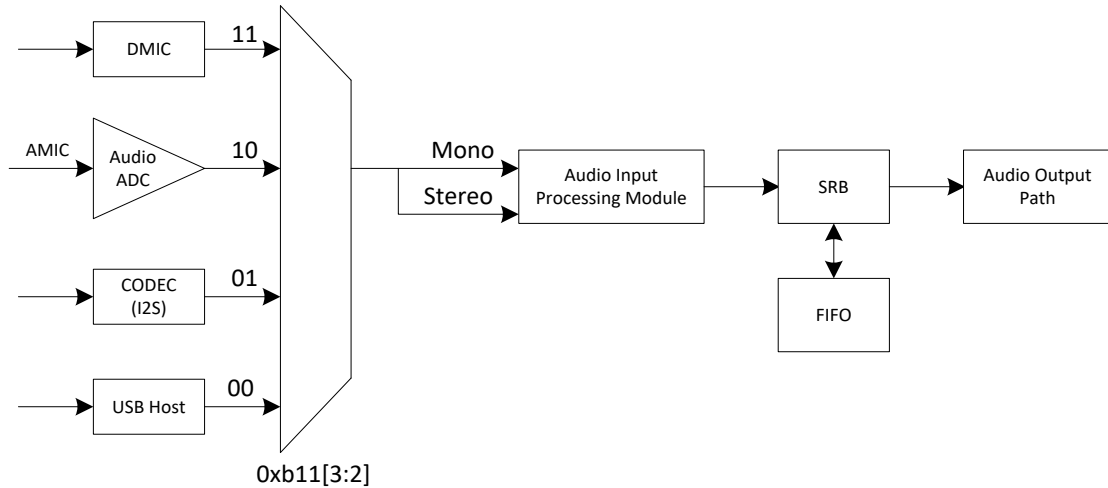 DMIC
11
AMIC
Audio
ADC
10
CODEC
(I2S)
01
USB Host
00
0xb11[3:2]
Mono
Stereo
Audio Input
Processing Module
SRB
FIFO
Audio Output
Path